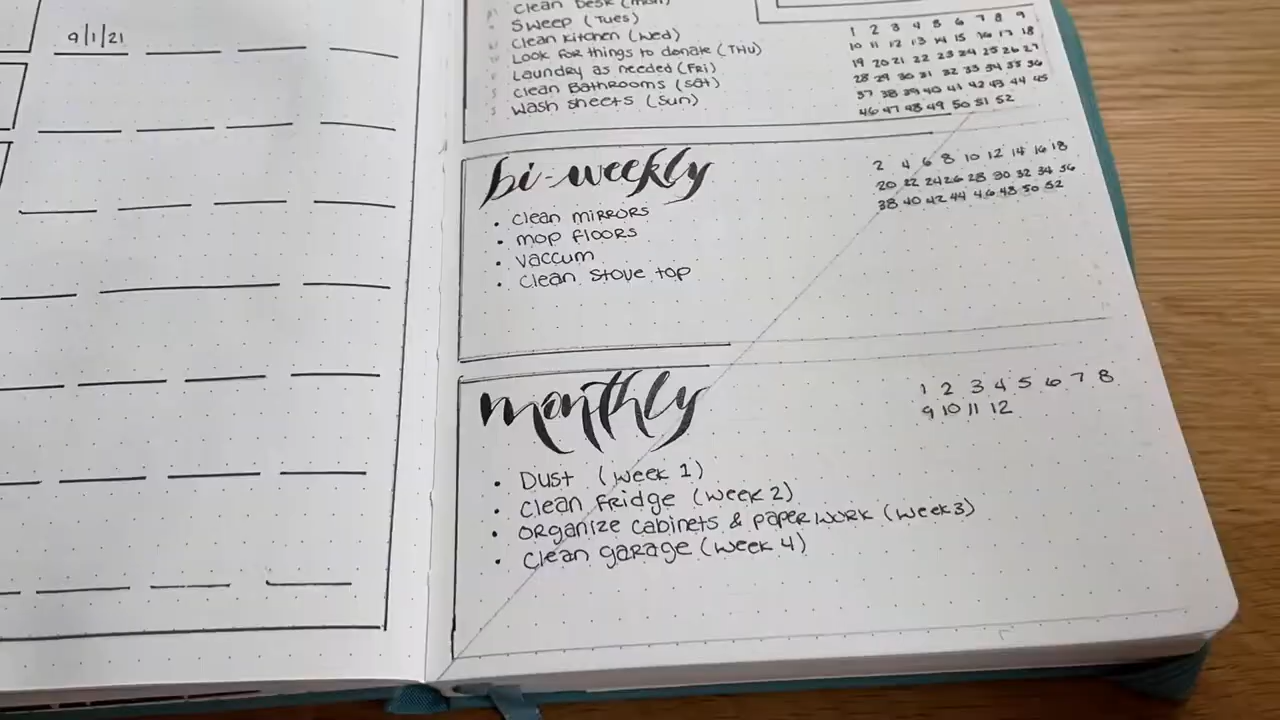 9/1/21
Clean Desk (Mon)
Sweep (Tues)
Clean Kitchen (Wed)
Look for things to donate (Thu)
Laundry as needed (Fri)
Clean Bathrooms (Sat)
Wash sheets (Sun)
1 2 3 4 5 6 7 8 9
10 11 12 13 14 15 16 17 18
19 20 21 22 23 24 25 26 27
28 29 30 31 32 33 34 35 36
37 38 39 40 41 42 43 44 45
46 47 48 49 50 51 52
bi-weekly
• Clean mirrors
• mop floors
• vaccum
• Clean stove top
2 4 6 8 10 12 14 16 18
20 22 24 26 28 30 32 34 36
38 40 42 44 46 48 50 52
monthly
• Dust (week 1)
• Clean Fridge (week 2)
• organize cabinets & paperwork (week 3)
• Clean garage (week 4)
1 2 3 4 5 6 7 8
9 10 11 12